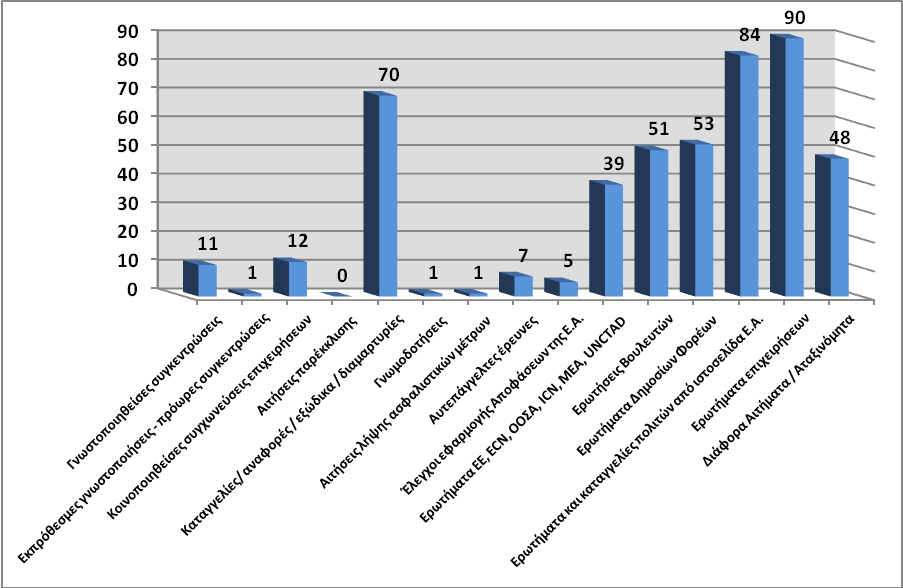 90
80
70
60
50
40
30
20
10
0
11
1
12
0
70
1
1
7
5
39
51
53
84
90
48
Γνωστοποιηθείσες συγκεντρώσεις
Εκπρόθεσμες γνωστοποιήσεις - πρόωρες συγκεντρώσεις
Κοινοποιηθείσες συγχωνεύσεις επιχειρήσεων
Αιτήσεις παρέκκλισης
Καταγγελίες/ αναφορές / εξώδικα / διαμαρτυρίες
Γνωμοδοτήσεις
Αιτήσεις λήψης ασφαλιστικών μέτρων
Αυτεπάγγελτες έρευνες
Έλεγχοι εφαρμογής Αποφάσεων της Ε.Α.
Ερωτήματα ΕΕ, ECN, ΟΟΣΑ, ICN, ΜΕΑ, UNCTAD
Ερωτήσεις Βουλευτών
Ερωτήματα Δημοσίων Φορέων
Ερωτήματα και καταγγελίες πολιτών από ιστοσελίδα Ε.Α.
Ερωτήματα επιχειρήσεων
Διάφορα Αιτήματα / Αταξινόμητα